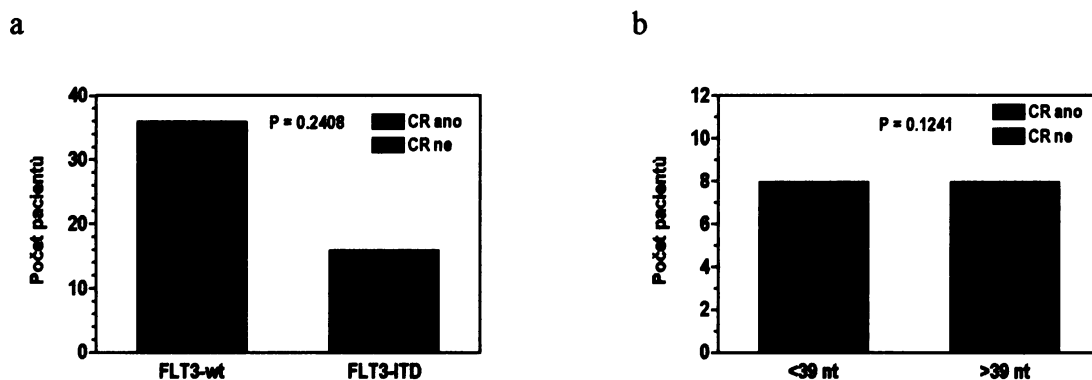 a
Počet pacientů
40
30
20
10
0
P = 0.2408
CR ano
CR ne
FLT3-wt
FLT3-ITD
b
Počet pacientů
12
10
8
6
4
2
0
P = 0.1241
CR ano
CR ne
<39 nt
>39 nt